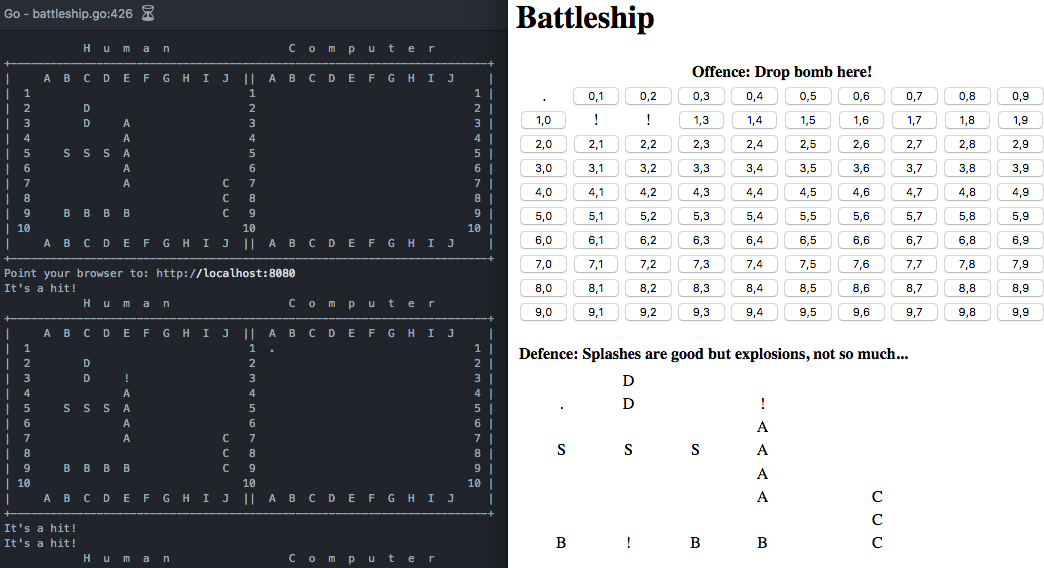 Go - battleship.go:426 ⏳
H u m a n C o m p u t e r
+-----------------------------------------------------------------------+
| A B C D E F G H I J || A B C D E F G H I J |
| 1 1 1 |
| 2 D 2 2 |
| 3 D A 3 3 |
| 4 A 4 4 |
| 5 S S S A 5 5 |
| 6 A 6 6 |
| 7 A C 7 7 |
| 8 C 8 8 |
| 9 B B B B C 9 9 |
| 10 10 10 |
| A B C D E F G H I J || A B C D E F G H I J |
+-----------------------------------------------------------------------+
Point your browser to: http://localhost:8080
It's a hit!
H u m a n C o m p u t e r
+-----------------------------------------------------------------------+
| A B C D E F G H I J || A B C D E F G H I J |
| 1 1 . 1 |
| 2 D 2 2 |
| 3 D ! 3 3 |
| 4 A 4 4 |
| 5 S S S A 5 5 |
| 6 A 6 6 |
| 7 A C 7 7 |
| 8 C 8 8 |
| 9 B B B B C 9 9 |
| 10 10 10 |
| A B C D E F G H I J || A B C D E F G H I J |
+-----------------------------------------------------------------------+
It's a hit!
It's a hit!
H u m a n C o m p u t e r
Battleship
Offence: Drop bomb here!
. 0,1 0,2 0,3 0,4 0,5 0,6 0,7 0,8 0,9
1,0 ! ! 1,3 1,4 1,5 1,6 1,7 1,8 1,9
2,0 2,1 2,2 2,3 2,4 2,5 2,6 2,7 2,8 2,9
3,0 3,1 3,2 3,3 3,4 3,5 3,6 3,7 3,8 3,9
4,0 4,1 4,2 4,3 4,4 4,5 4,6 4,7 4,8 4,9
5,0 5,1 5,2 5,3 5,4 5,5 5,6 5,7 5,8 5,9
6,0 6,1 6,2 6,3 6,4 6,5 6,6 6,7 6,8 6,9
7,0 7,1 7,2 7,3 7,4 7,5 7,6 7,7 7,8 7,9
8,0 8,1 8,2 8,3 8,4 8,5 8,6 8,7 8,8 8,9
9,0 9,1 9,2 9,3 9,4 9,5 9,6 9,7 9,8 9,9
Defence: Splashes are good but explosions, not so much...
D
. D !
A
S S S A
A
A C
C
B ! B B C